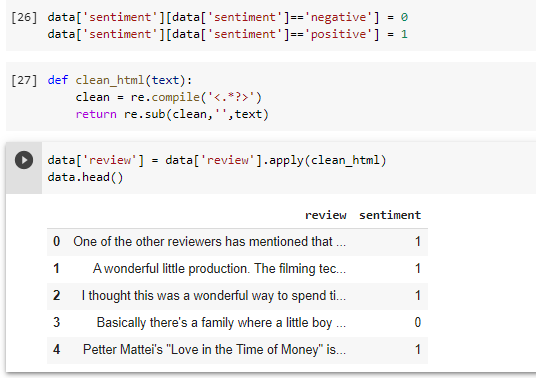 [26] data['sentiment'][data['sentiment']=='negative'] = 0
data['sentiment'][data['sentiment']=='positive'] = 1
[27] def clean_html(text):
clean = re.compile('<.*?>')
return re.sub(clean,'',text)
data['review'] = data['review'].apply(clean_html)
data.head()
review sentiment
0 One of the other reviewers has mentioned that ... 1
1 A wonderful little production. The filming tec... 1
2 I thought this was a wonderful way to spend ti... 1
3 Basically there's a family where a little boy ... 0
4 Petter Mattei's "Love in the Time of Money" is... 1